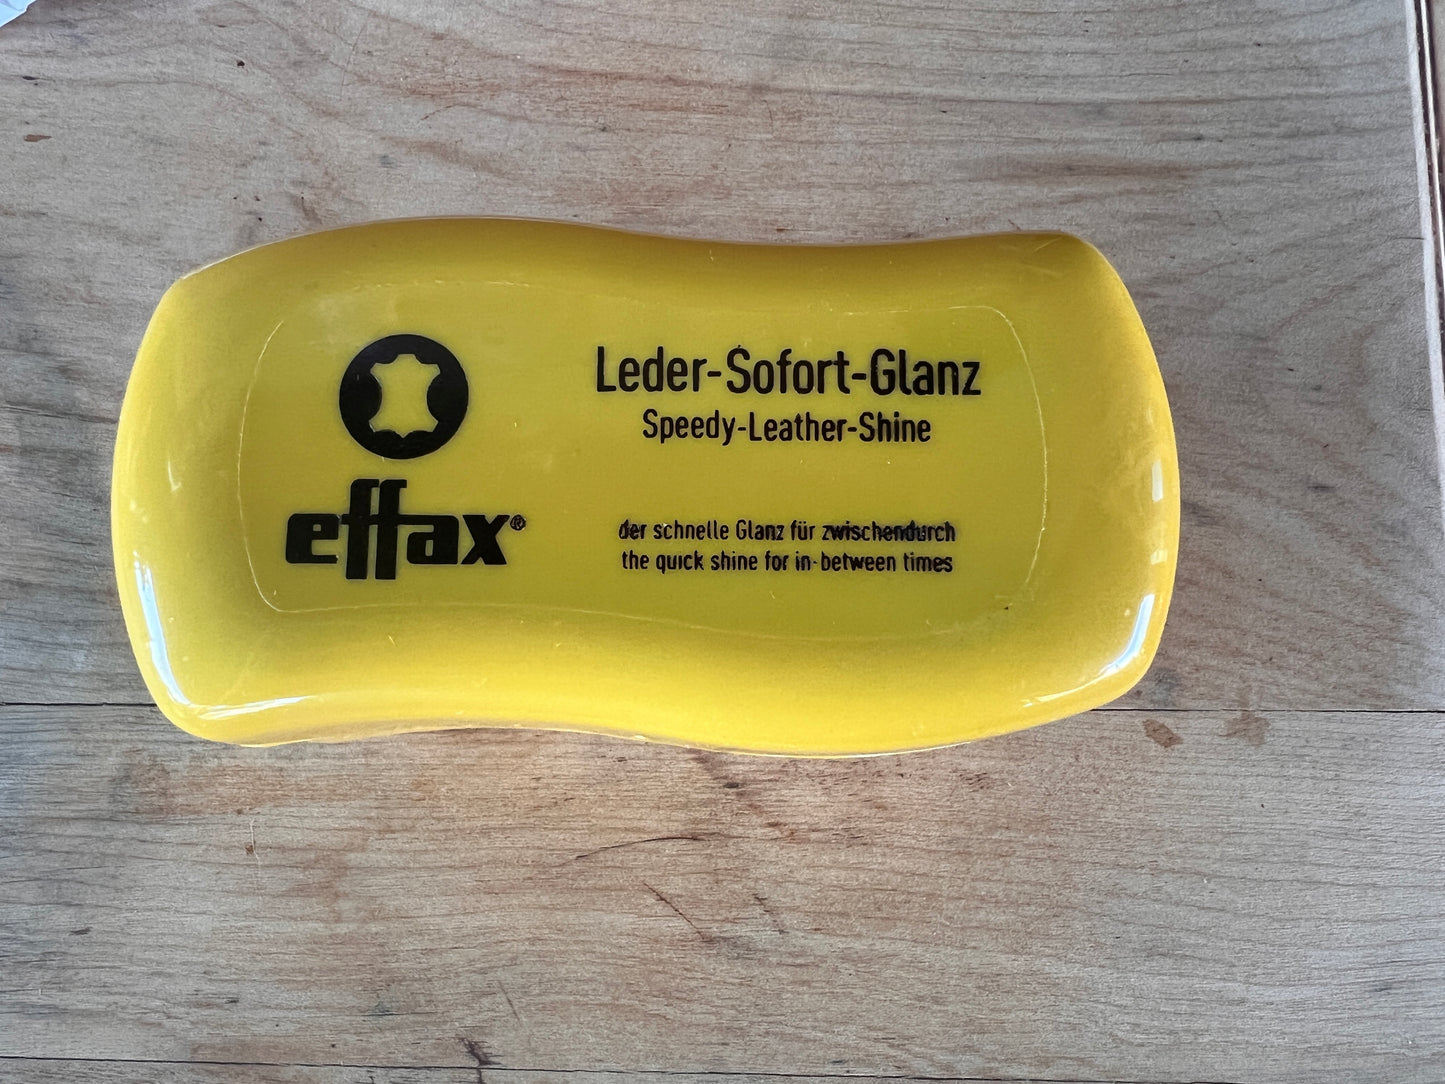 effax®
Leder-Sofort-Glanz
Speedy-Leather-Shine
der schnelle Glanz für zwischendurch
the quick shine for in-between times